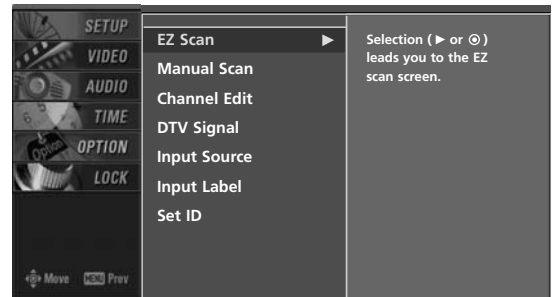 SETUP
VIDEO
AUDIO
TIME
OPTION
LOCK
Move MENU Prev
EZ Scan ►
Manual Scan
Channel Edit
DTV Signal
Input Source
Input Label
Set ID
Selection ( ► or ⊙ )
leads you to the EZ
scan screen.